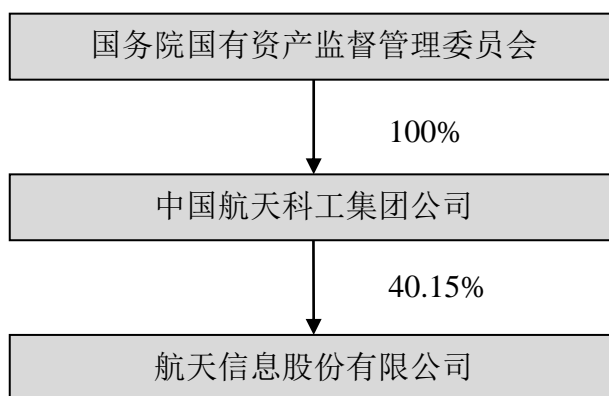 国务院国有资产监督管理委员会
100%
中国航天科工集团公司
40.15%
航天信息股份有限公司